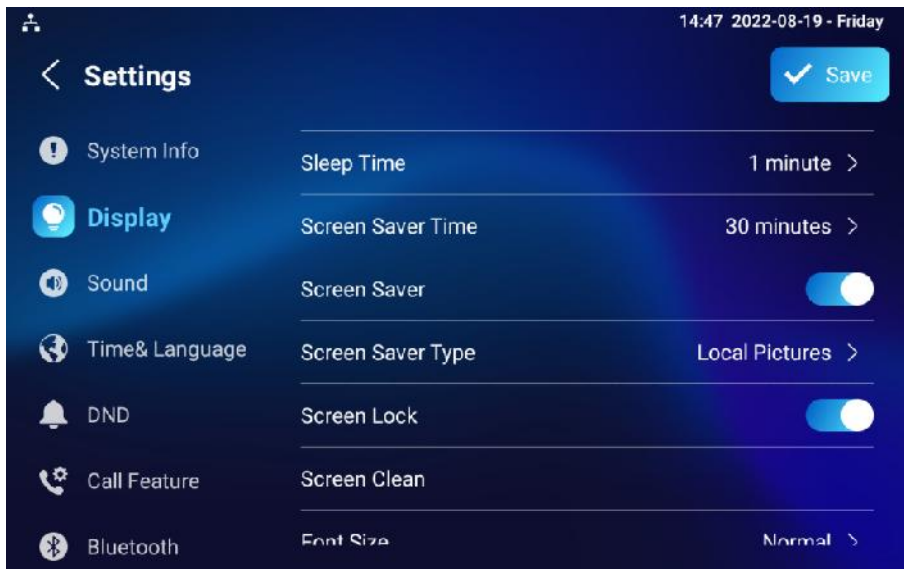 14:47 2022-08-19 - Friday
Settings
Save
System Info
Display
Sound
Time& Language
DND
Call Feature
Bluetooth
Sleep Time 1 minute
Screen Saver Time 30 minutes
Screen Saver
Screen Saver Type Local Pictures
Screen Lock
Screen Clean
Font Size Normal